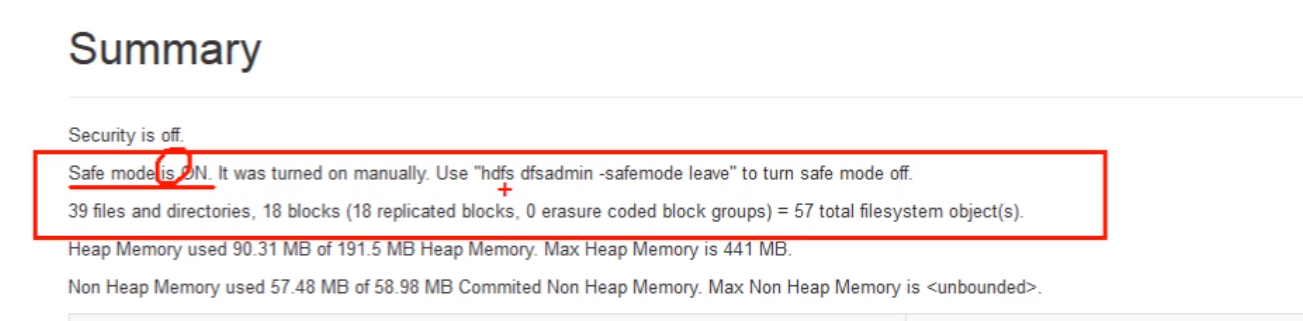 Summary
Security is off.
Safe mode is ON. It was turned on manually. Use "hdfs dfsadmin -safemode leave" to turn safe mode off.
39 files and directories, 18 blocks (18 replicated blocks, 0 erasure coded block groups) = 57 total filesystem object(s).
Heap Memory used 90.31 MB of 191.5 MB Heap Memory. Max Heap Memory is 441 MB.
Non Heap Memory used 57.48 MB of 58.98 MB Commited Non Heap Memory. Max Non Heap Memory is <unbounded>.